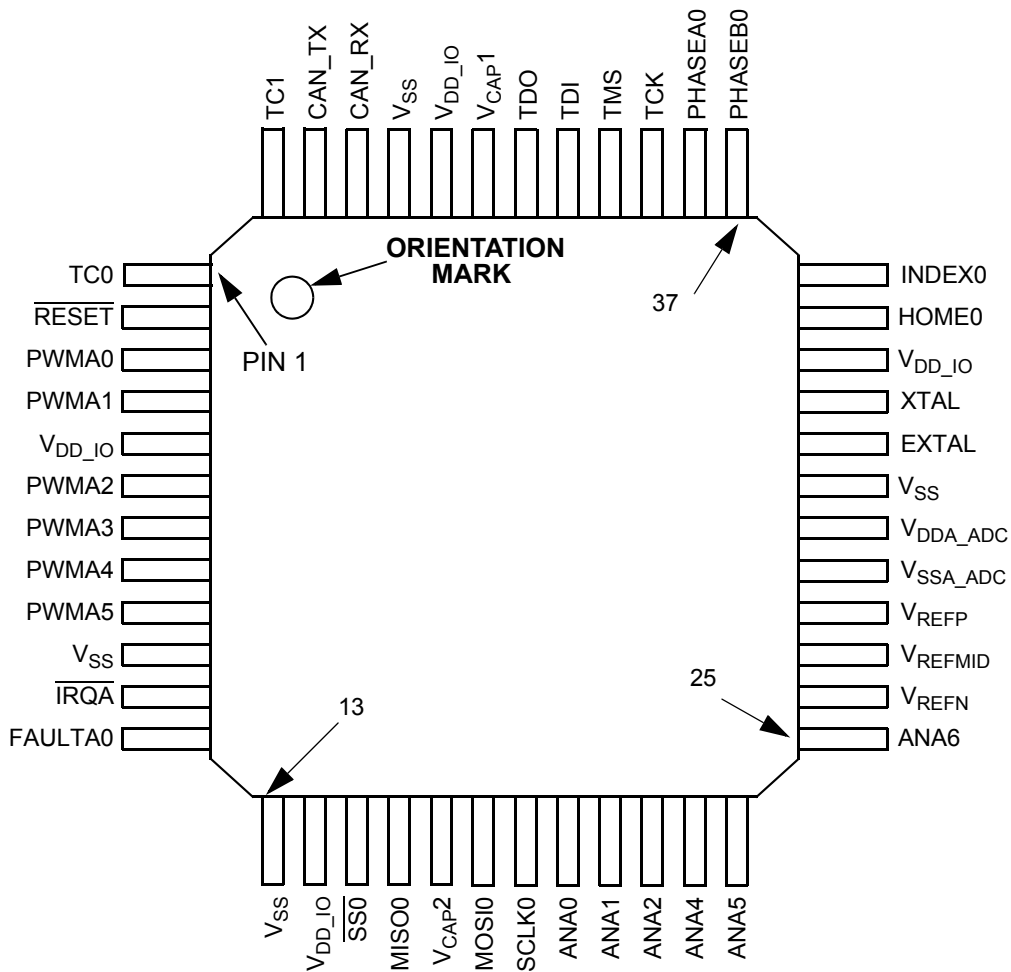 TC1
CAN_TX
CAN_RX
VSS
VDD_IO
VCAP1
TDO
TDI
TMS
TCK
PHASEA0
PHASEB0
ORIENTATION
MARK
PIN 1
37
TC0
RESET
PWMA0
PWMA1
VDD_IO
PWMA2
PWMA3
PWMA4
PWMA5
VSS
IRQA
FAULTA0
INDEX0
HOME0
VDD_IO
XTAL
EXTAL
VSS
VDDA_ADC
VSSA_ADC
VREFP
VREFMID
VREFN
ANA6
13
25
VSS
VDD_IO
SS0
MISO0
VCAP2
MOSI0
SCLK0
ANA0
ANA1
ANA2
ANA4
ANA5